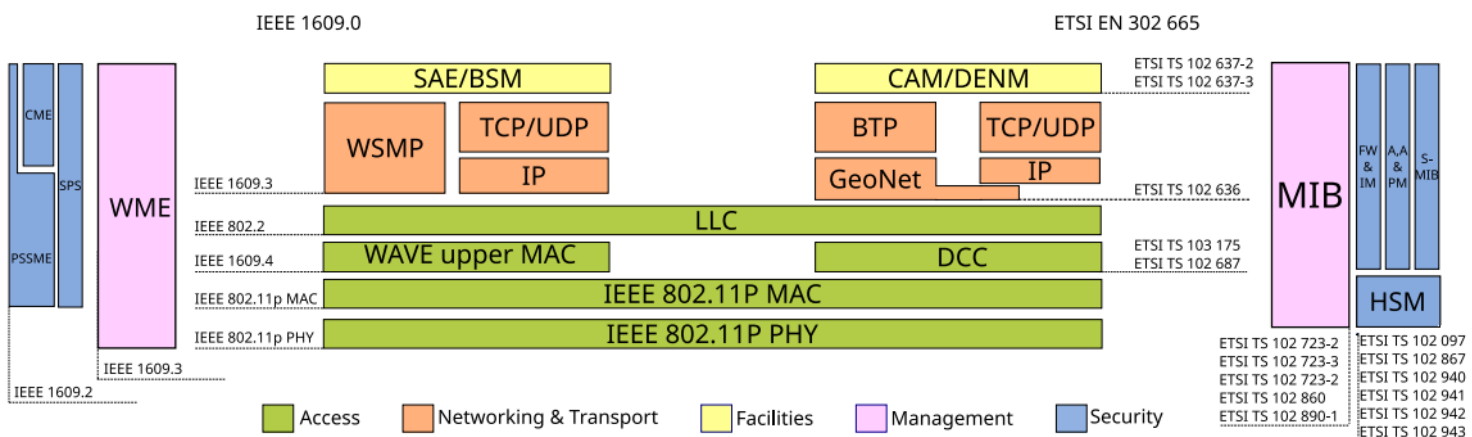 IEEE 1609.0
ETSI EN 302 665
CME
SPS
PSSME
WME
IEEE 1609.3
IEEE 802.2
IEEE 1609.4
IEEE 802.11p MAC
IEEE 802.11p PHY
IEEE 1609.3
IEEE 1609.2
SAE/BSM
WSMP
TCP/UDP
IP
CAM/DENM
BTP
TCP/UDP
GeoNet
IP
LLC
WAVE upper MAC
DCC
IEEE 802.11P MAC
IEEE 802.11P PHY
ETSI TS 102 637-2
ETSI TS 102 637-3
ETSI TS 102 636
ETSI TS 103 175
ETSI TS 102 687
MIB
FW
&
IM
A,A
&
PM
S-
MIB
HSM
ETSI TS 102 723-2
ETSI TS 102 723-3
ETSI TS 102 723-2
ETSI TS 102 860
ETSI TS 102 890-1
ETSI TS 102 097
ETSI TS 102 867
ETSI TS 102 940
ETSI TS 102 941
ETSI TS 102 942
ETSI TS 102 943
Access
Networking & Transport
Facilities
Management
Security